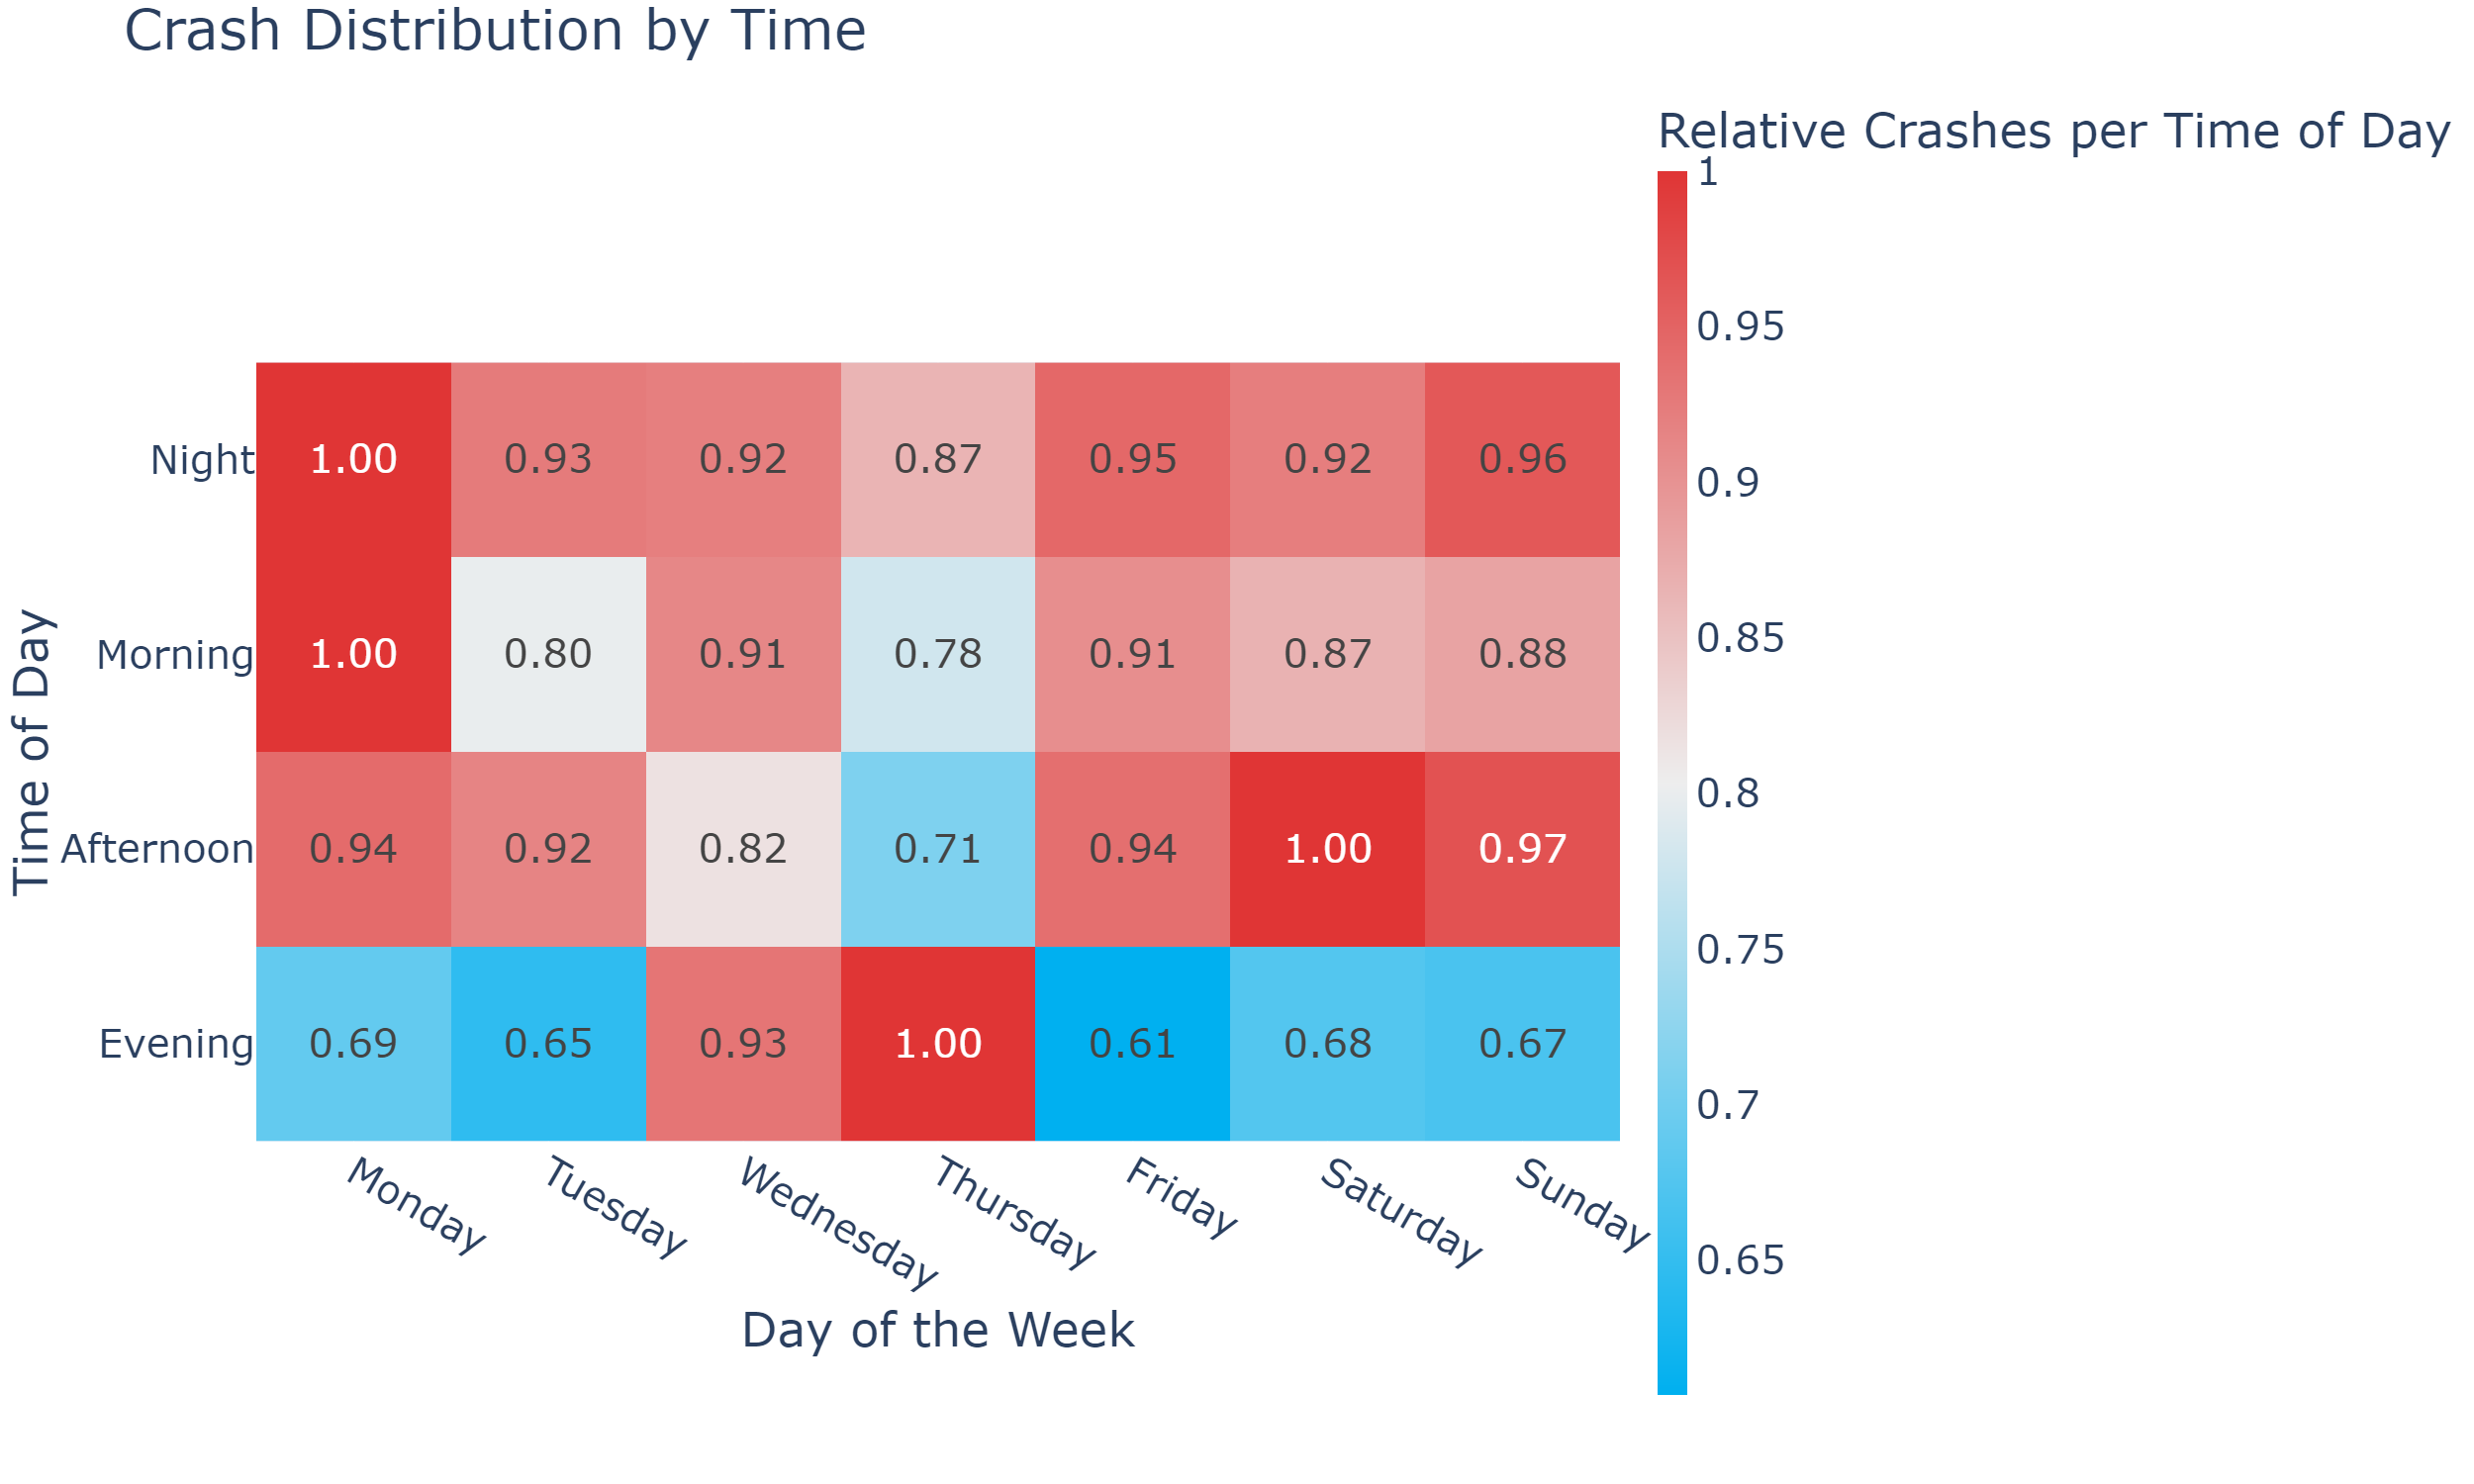 Crash Distribution by Time
Relative Crashes per Time of Day
1
0.95
0.9
0.85
0.8
0.75
0.7
0.65
Time of Day
Night 1.00 0.93 0.92 0.87 0.95 0.92 0.96
Morning 1.00 0.80 0.91 0.78 0.91 0.87 0.88
Afternoon 0.94 0.92 0.82 0.71 0.94 1.00 0.97
Evening 0.69 0.65 0.93 1.00 0.61 0.68 0.67
Monday Tuesday Wednesday Thursday Friday Saturday Sunday
Day of the Week